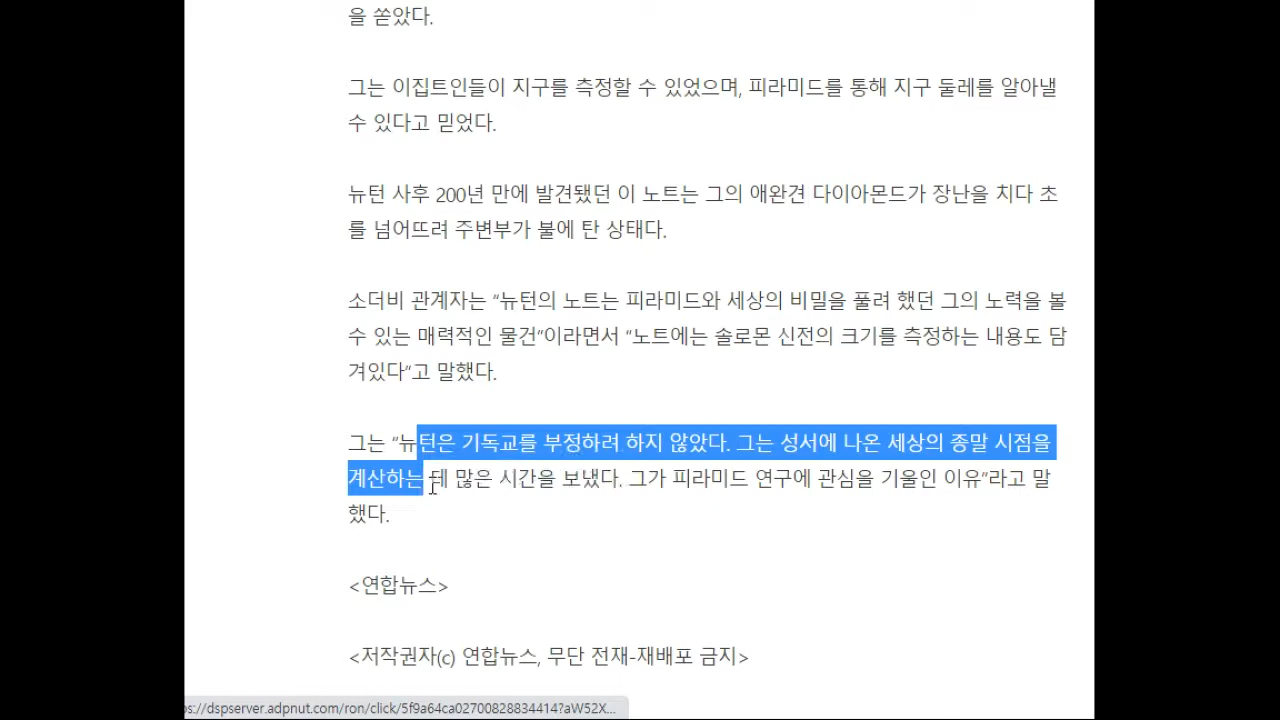 을 쏟았다.
그는 이집트인들이 지구를 측정할 수 있었으며, 피라미드를 통해 지구 둘레를 알아낼
수 있다고 믿었다.
뉴턴 사후 200년 만에 발견됐던 이 노트는 그의 애완견 다이아몬드가 장난을 치다 초
를 넘어뜨려 주변부가 불에 탄 상태다.
소더비 관계자는 “뉴턴의 노트는 피라미드와 세상의 비밀을 풀려 했던 그의 노력을 볼
수 있는 매력적인 물건”이라면서 “노트에는 솔로몬 신전의 크기를 측정하는 내용도 담
겨있다”고 말했다.
그는 “뉴턴은 기독교를 부정하려 하지 않았다. 그는 성서에 나온 세상의 종말 시점을
계산하는 데 많은 시간을 보냈다. 그가 피라미드 연구에 관심을 기울인 이유”라고 말
했다.
<연합뉴스>
<저작권자(c) 연합뉴스, 무단 전재-재배포 금지>
ps://dspserver.adpnut.com/ron/click/5f9a64ca02700828834414?aW52X...